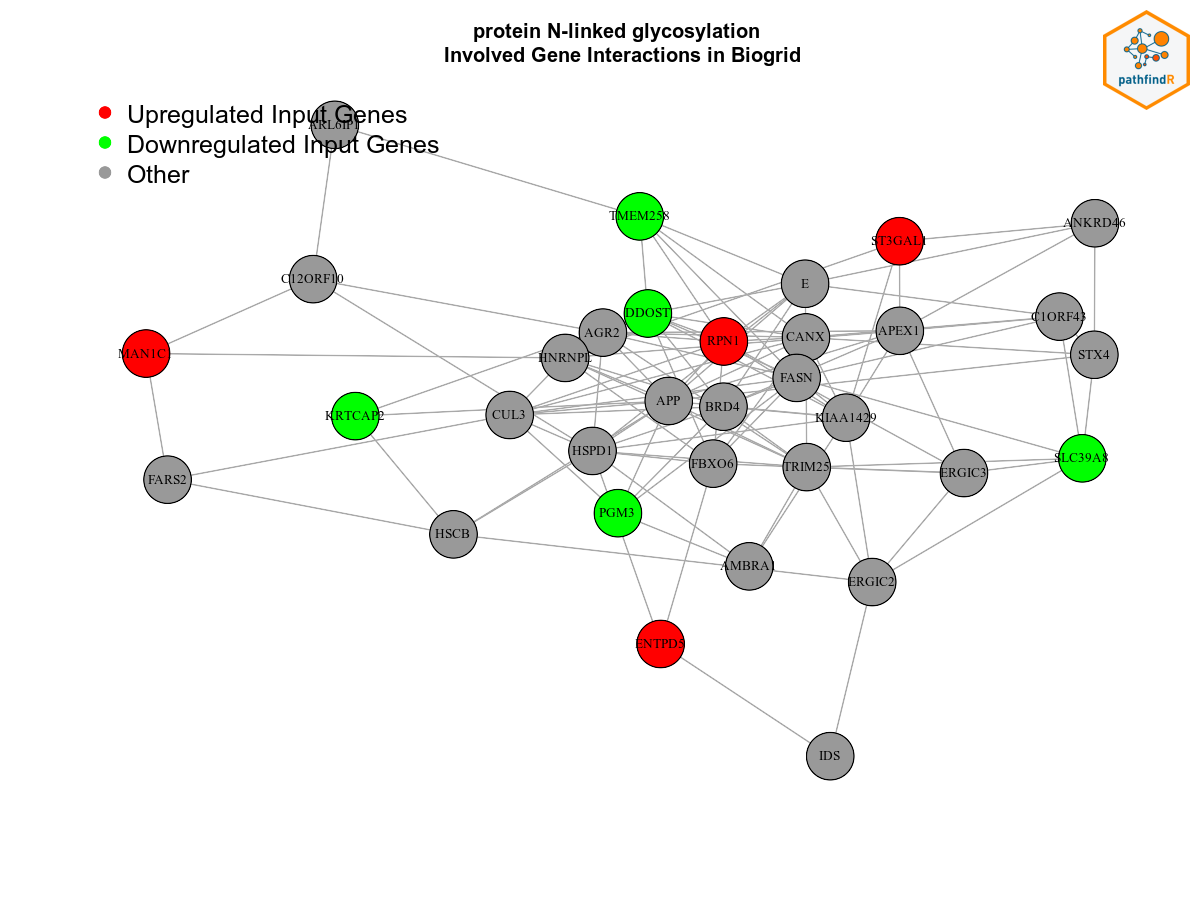 protein N-linked glycosylation
Involved Gene Interactions in Biogrid
pathfindR
Upregulated Input Genes
Downregulated Input Genes
Other
ARL6IP1
TMEM258
ST3GAL1
ANKRD46
C12ORF10
E
DDOST
AGR2
RPN1
CANX
APEX1
C1ORF43
MAN1C1
HNRNPL
STX4
FASN
KRTCAP2
CUL3
APP
BRD4
KIAA1429
HSPD1
FBXO6
TRIM25
ERGIC3
SLC39A8
FARS2
PGM3
HSCB
AMBRA1
ERGIC2
ENTPD5
IDS